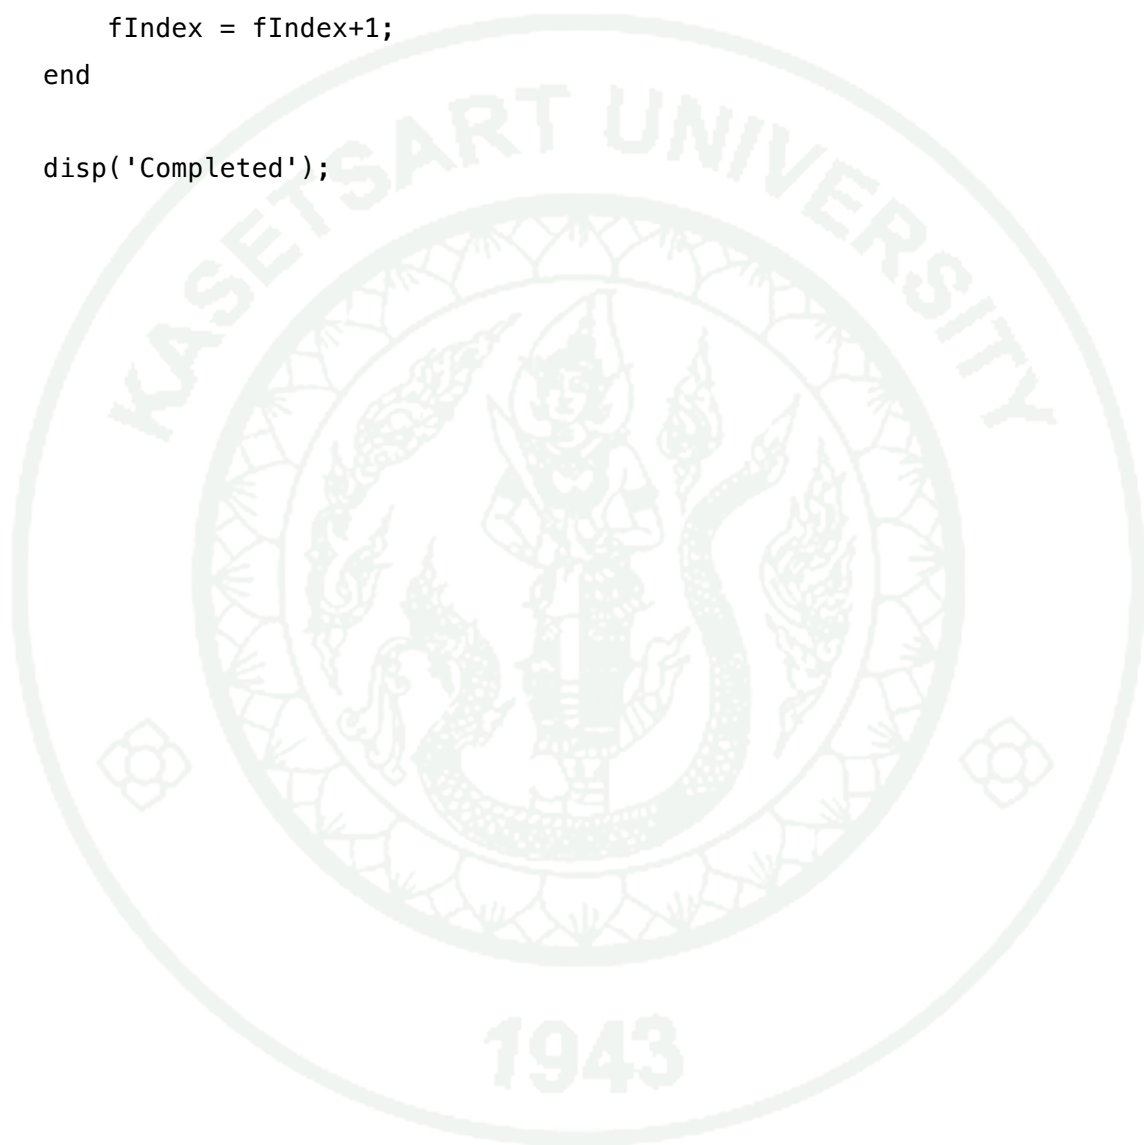 fIndex = fIndex+1;
end
disp('Completed');
KASETSART UNIVERSITY
1943